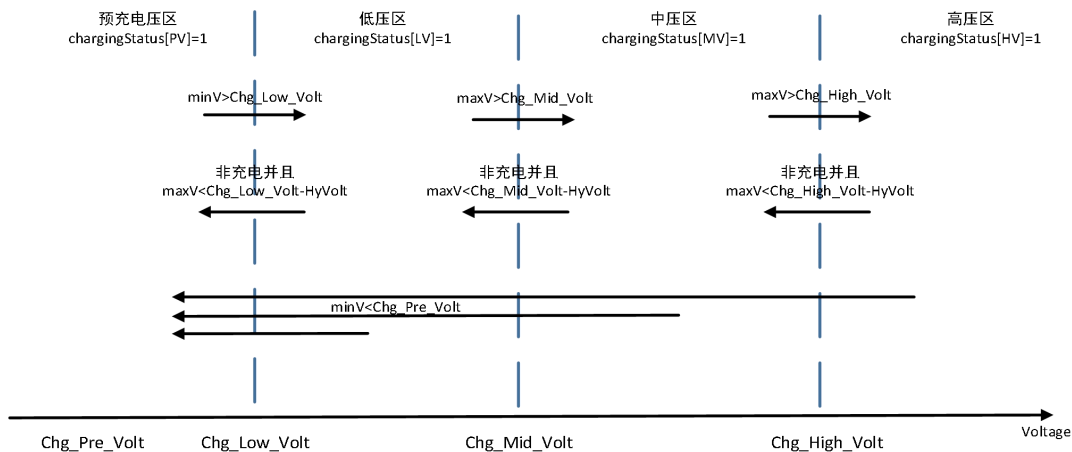 预充电压区
chargingStatus[PV]=1
低压区
chargingStatus[LV]=1
中压区
chargingStatus[MV]=1
高压区
chargingStatus[HV]=1
minV>Chg_Low_Volt
maxV>Chg_Mid_Volt
maxV>Chg_High_Volt
非充电并且
maxV<Chg_Low_Volt-HyVolt
非充电并且
maxV<Chg_Mid_Volt-HyVolt
非充电并且
maxV<Chg_High_Volt-HyVolt
minV<Chg_Pre_Volt
Voltage
Chg_Pre_Volt
Chg_Low_Volt
Chg_Mid_Volt
Chg_High_Volt